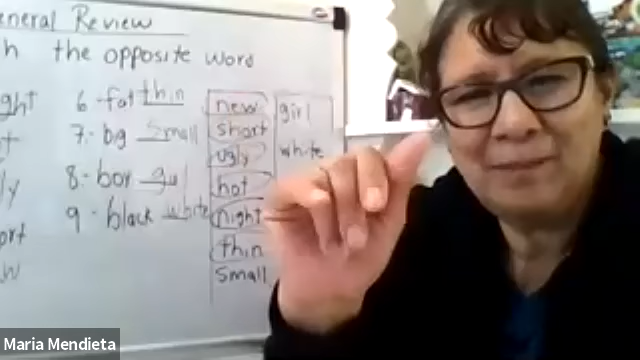 eneral Review
h the opposite word
ght 6-fat thin
t 7- big small
ly 8- boy girl
ort 9- black white
w
new
short
ugly
hot
night
thin
small
girl
white
Maria Mendieta